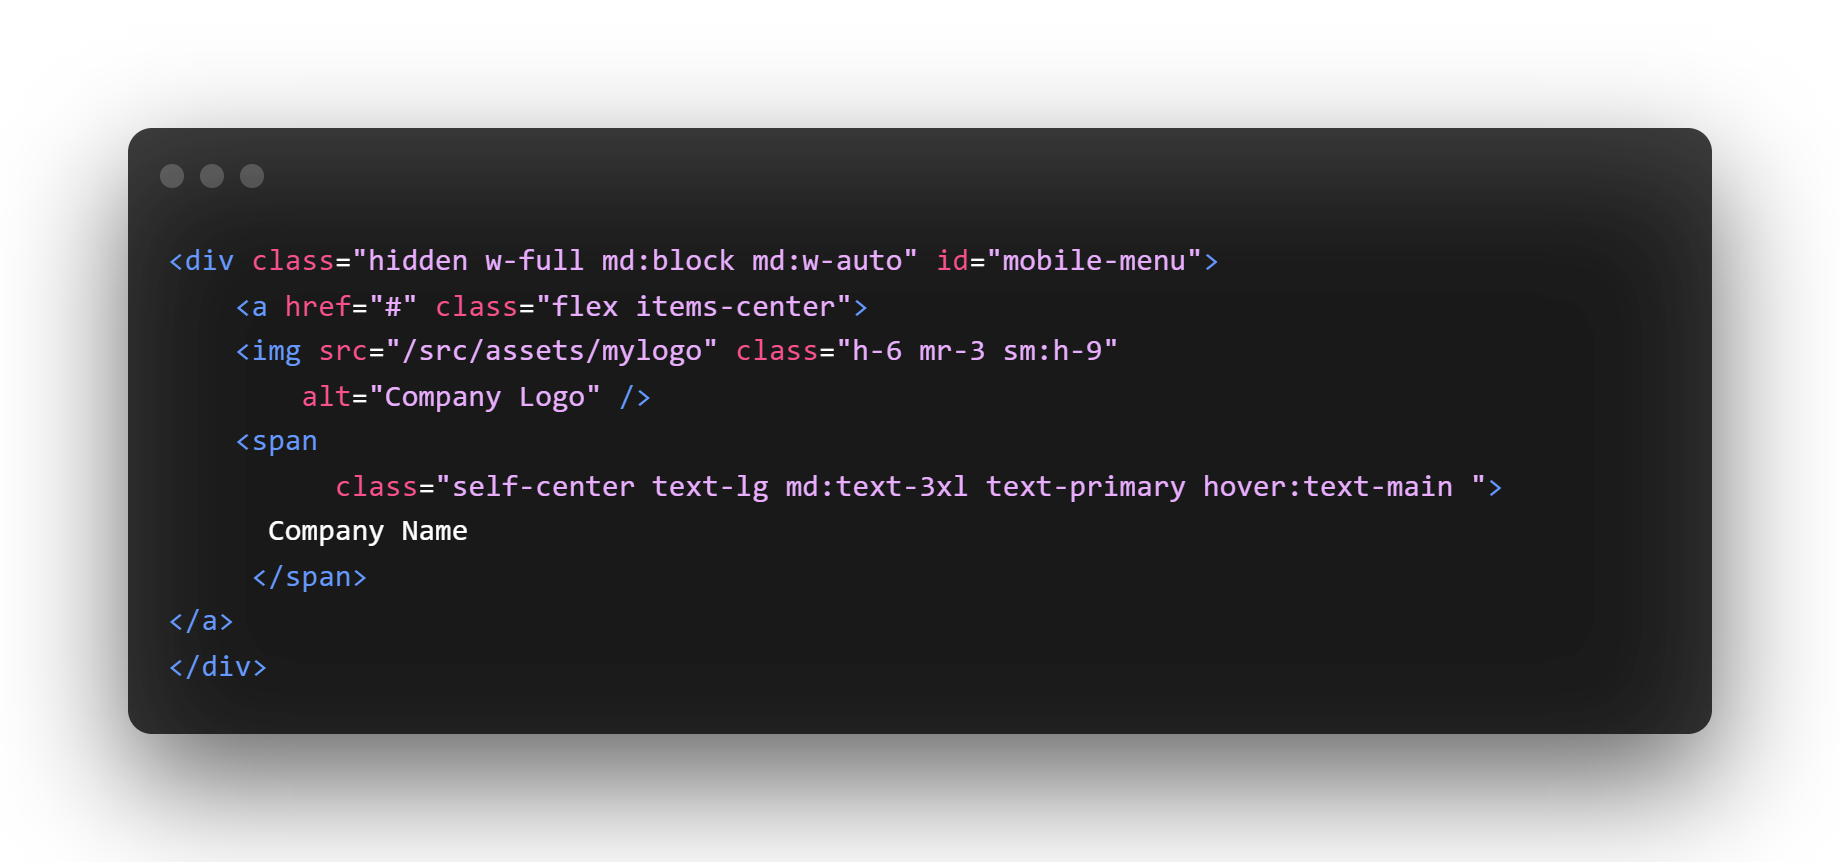 <div class="hidden w-full md:block md:w-auto" id="mobile-menu">
    <a href="#" class="flex items-center">
    <img src="/src/assets/mylogo" class="h-6 mr-3 sm:h-9"
        alt="Company Logo" />
    <span
          class="self-center text-lg md:text-3xl text-primary hover:text-main ">
      Company Name
     </span>
</a>
</div>